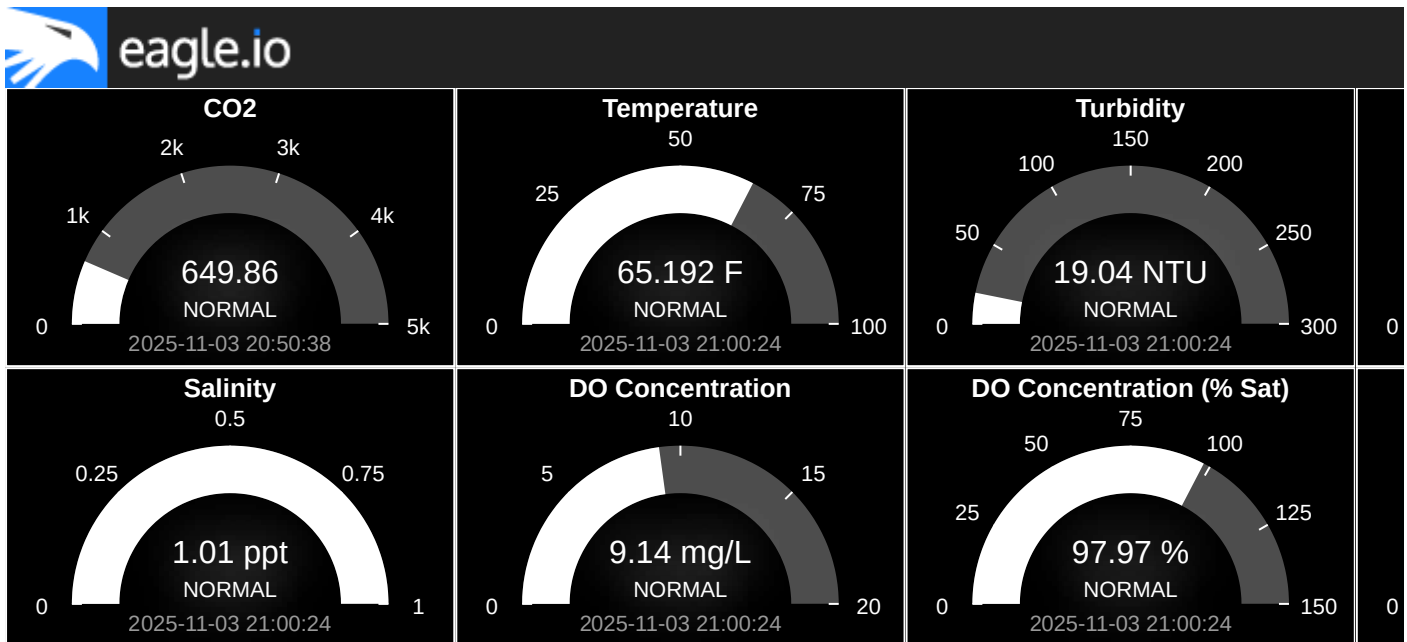 eagle.io
CO2
2k
3k
1k
4k
649.86
NORMAL
0
5k
2025-11-03 20:50:38
Temperature
50
25
75
65.192 F
NORMAL
0
100
2025-11-03 21:00:24
Turbidity
150
100
200
50
250
19.04 NTU
NORMAL
0
300
2025-11-03 21:00:24
0
Salinity
0.5
0.25
0.75
1.01 ppt
NORMAL
0
1
2025-11-03 21:00:24
DO Concentration
10
5
15
9.14 mg/L
NORMAL
0
20
2025-11-03 21:00:24
DO Concentration (% Sat)
75
50
100
25
125
97.97 %
NORMAL
0
150
2025-11-03 21:00:24
0